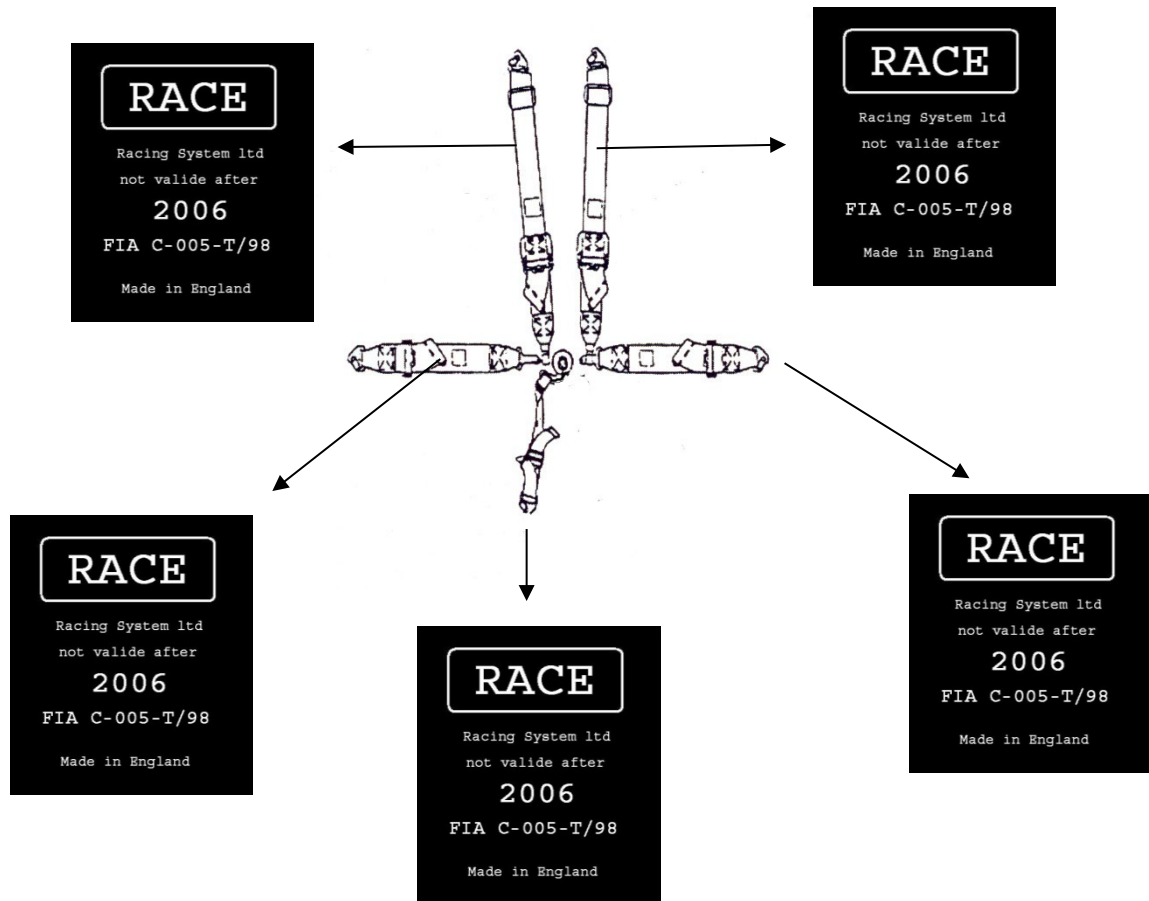 RACE
Racing System ltd
not valide after
2006
FIA C-005-T/98
Made in England
RACE
Racing System ltd
not valide after
2006
FIA C-005-T/98
Made in England
RACE
Racing System ltd
not valide after
2006
FIA C-005-T/98
Made in England
RACE
Racing System ltd
not valide after
2006
FIA C-005-T/98
Made in England
RACE
Racing System ltd
not valide after
2006
FIA C-005-T/98
Made in England